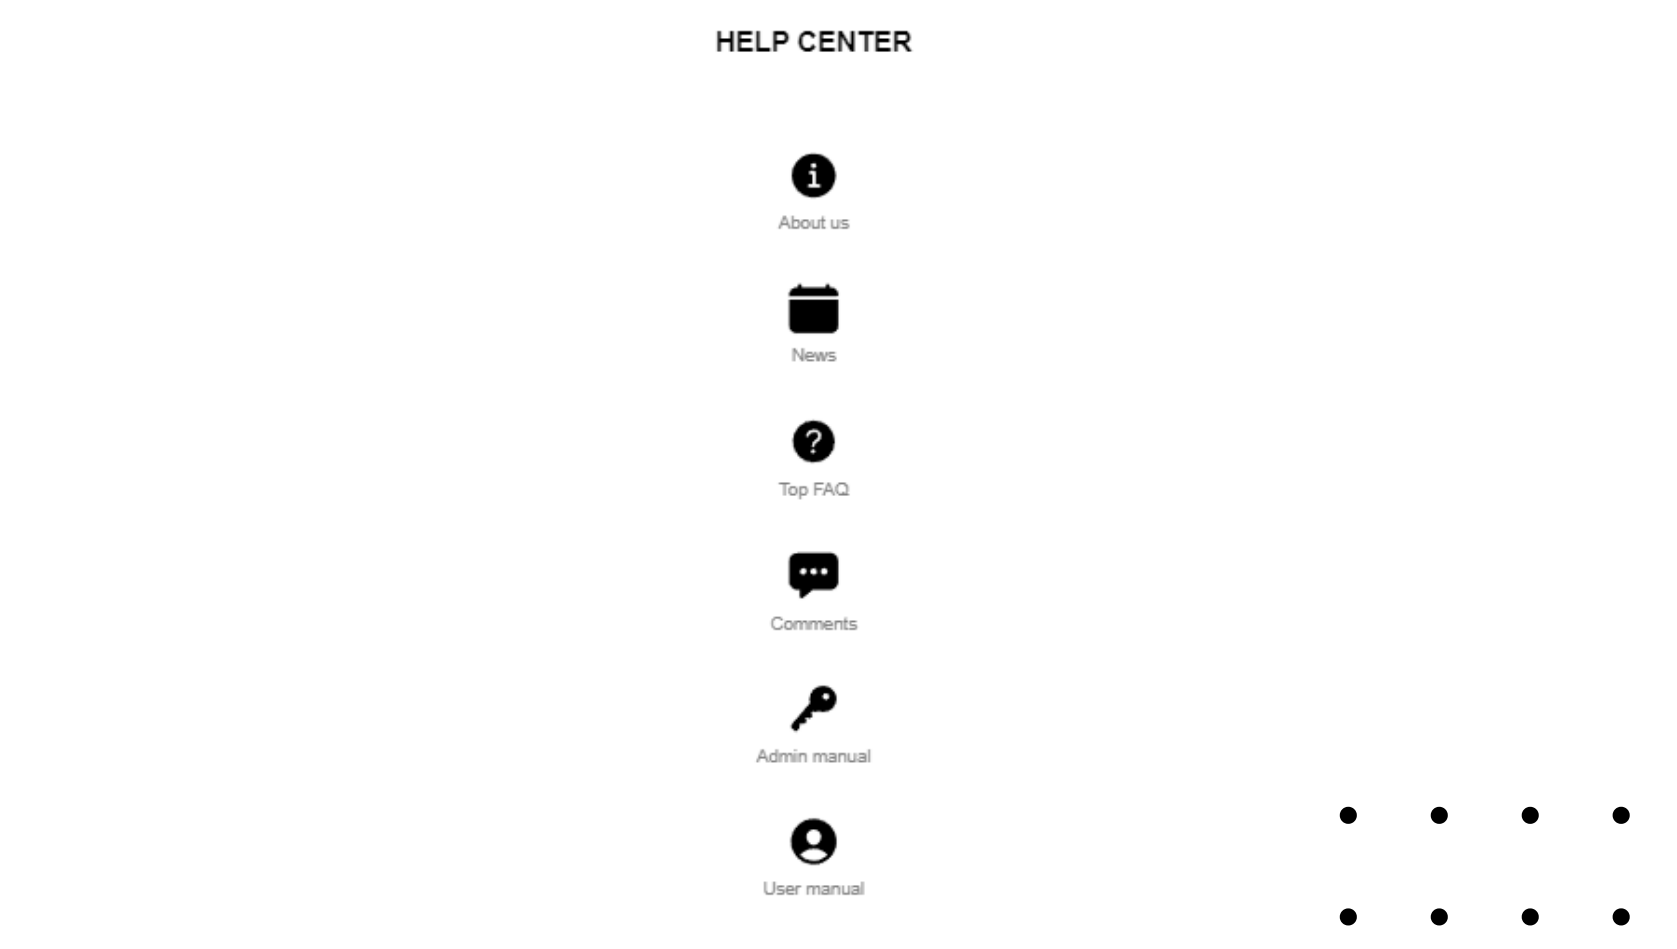 HELP CENTER
About us
News
Top FAQ
Comments
Admin manual
User manual